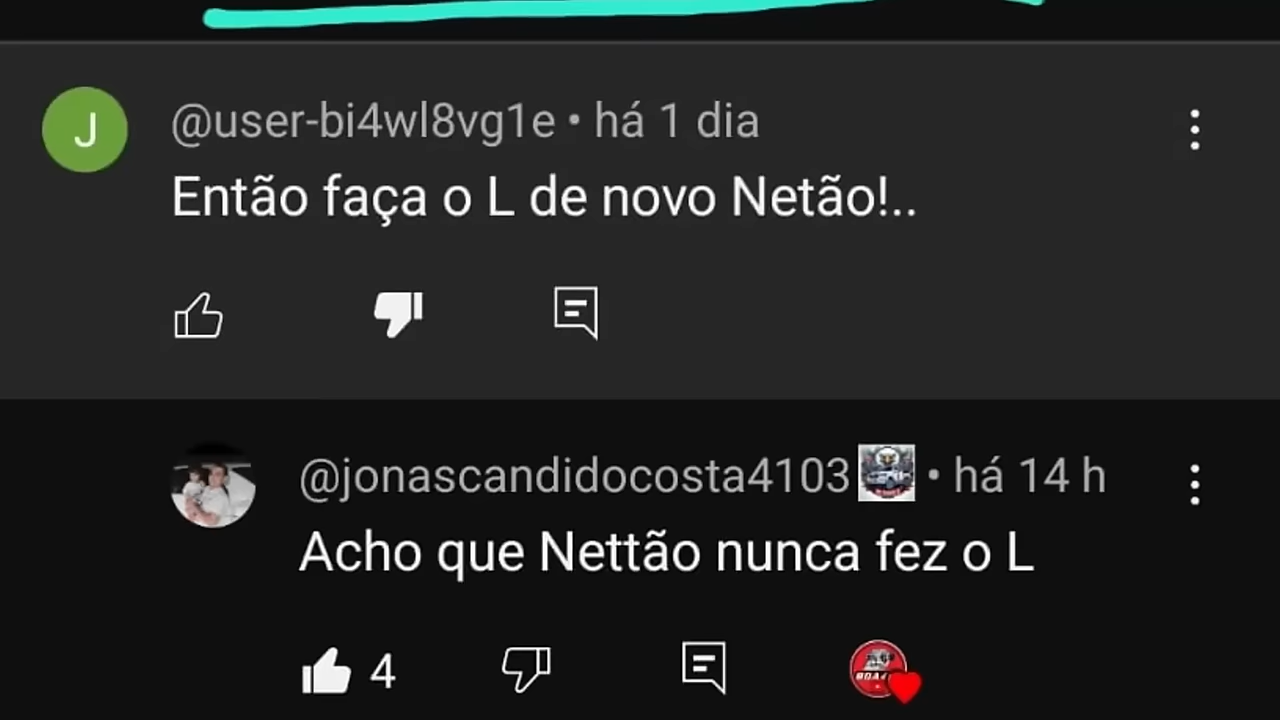 J
@user-bi4wl8vg1e • há 1 dia
Então faça o L de novo Netão!..
@jonascandidocosta4103 • há 14 h
Acho que Nettão nunca fez o L
4